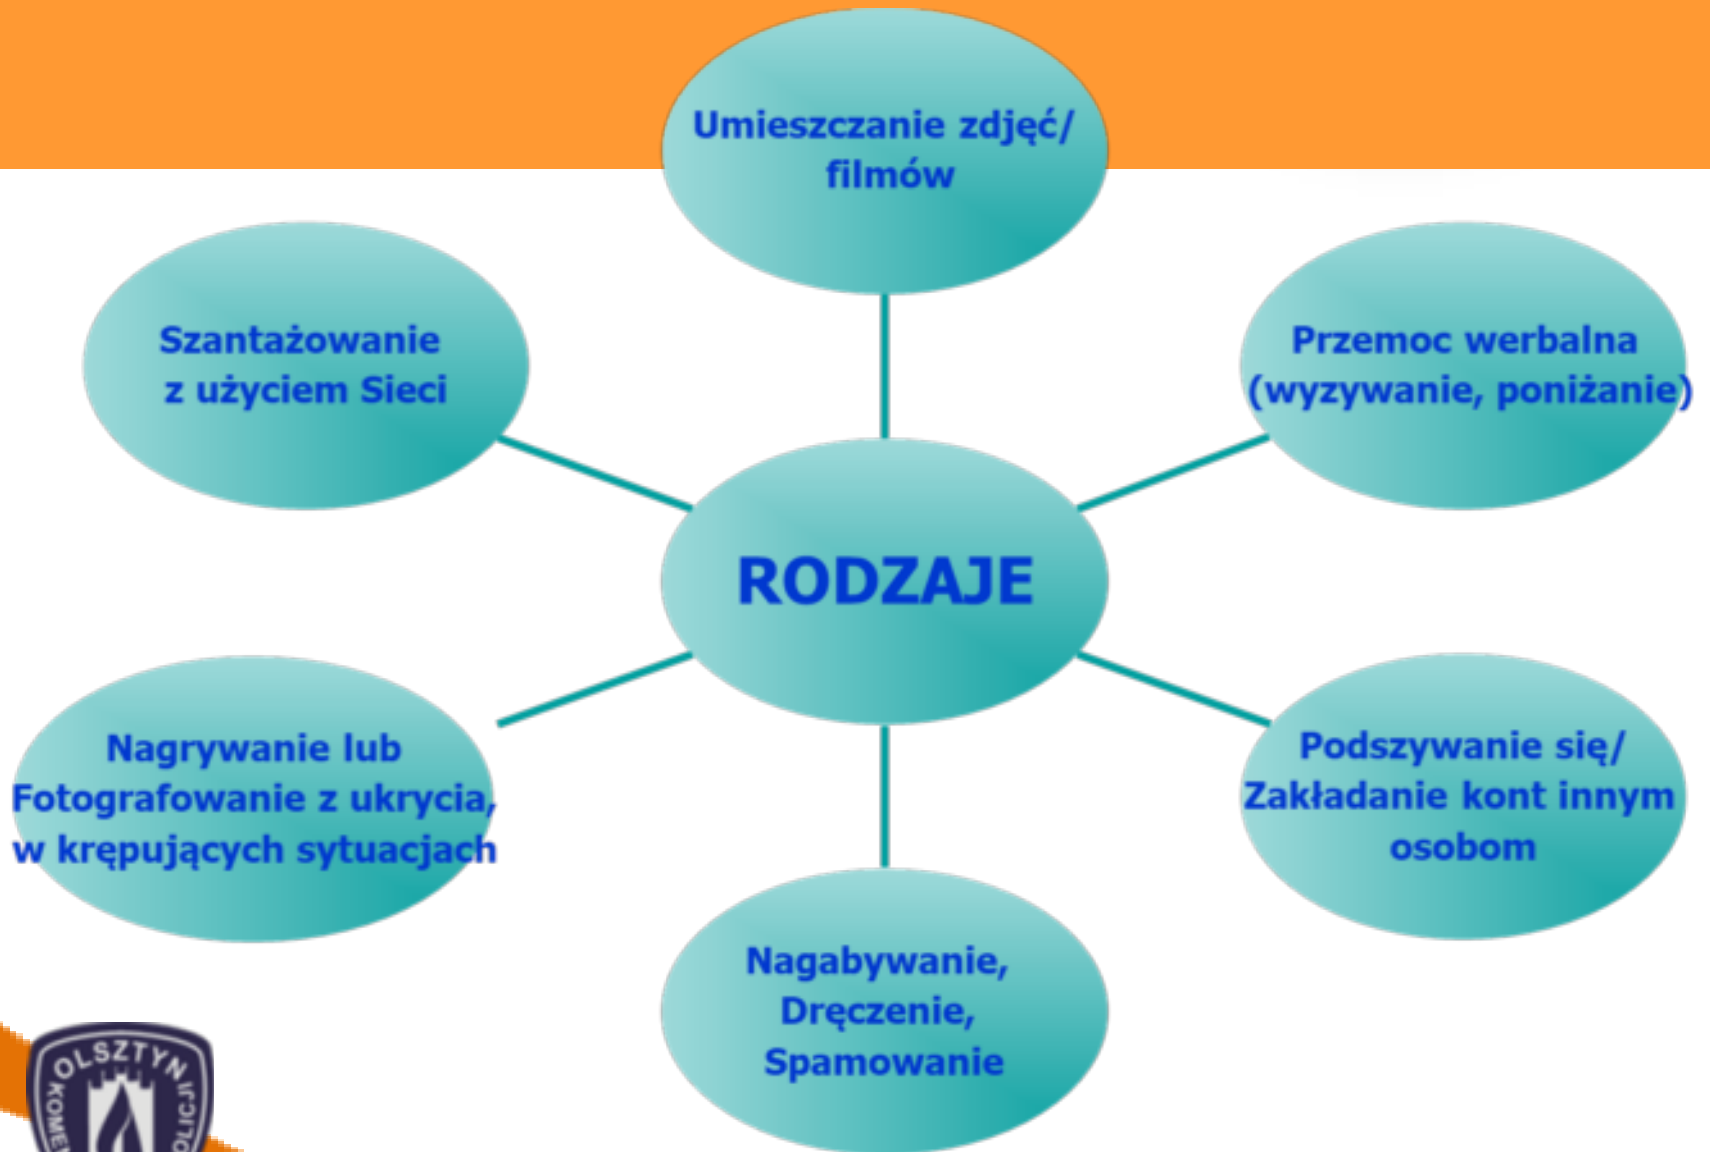 Umieszczanie zdjęć/
filmów
Szantażowanie
z użyciem Sieci
Przemoc werbalna
(wyzywanie, poniżanie)
RODZAJE
Nagrywanie lub
Fotografowanie z ukrycia,
w krępujących sytuacjach
Podszywanie się/
Zakładanie kont innym
osobom
Nagabywanie,
Dręczenie,
Spamowanie
OLSZTYN